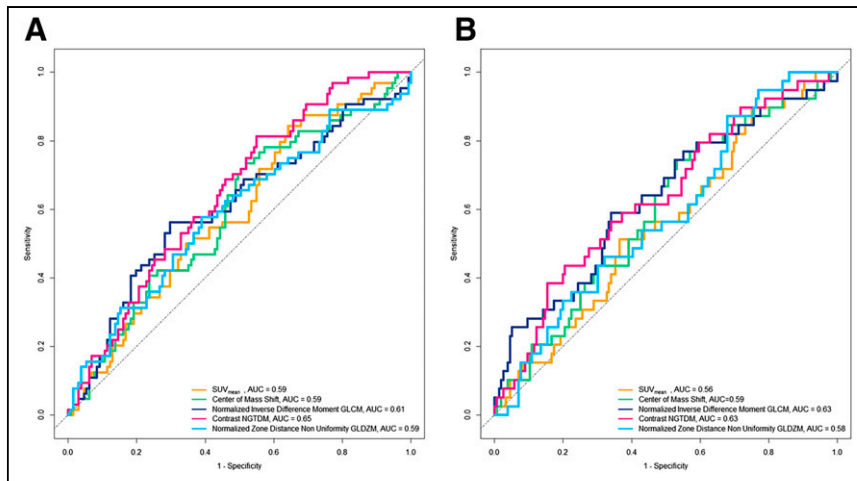 A
B
1.0
0.8
0.6
0.4
0.2
0.0
Sensitivity
SUVmean , AUC = 0.59
Center of Mass Shift, AUC = 0.59
Normalized Inverse Difference Moment GLCM, AUC = 0.61
Contrast NGTDM, AUC = 0.65
Normalized Zone Distance Non Uniformity GLDZM, AUC = 0.59
0.0 0.2 0.4 0.6 0.8 1.0
1 - Specificity
1.0
0.8
0.6
0.4
0.2
0.0
Sensitivity
SUVmean , = 0.56
Center of Mass Shift, AUC=0.59
Normalized Inverse Difference Moment GLCM, AUC = 0.63
Contrast NGTDM, AUC = 0.63
Normalized Zone Distance Non Uniformity GLDZM, AUC = 0.58
0.0 0.2 0.4 0.6 0.8 1.0
1 - Specificity